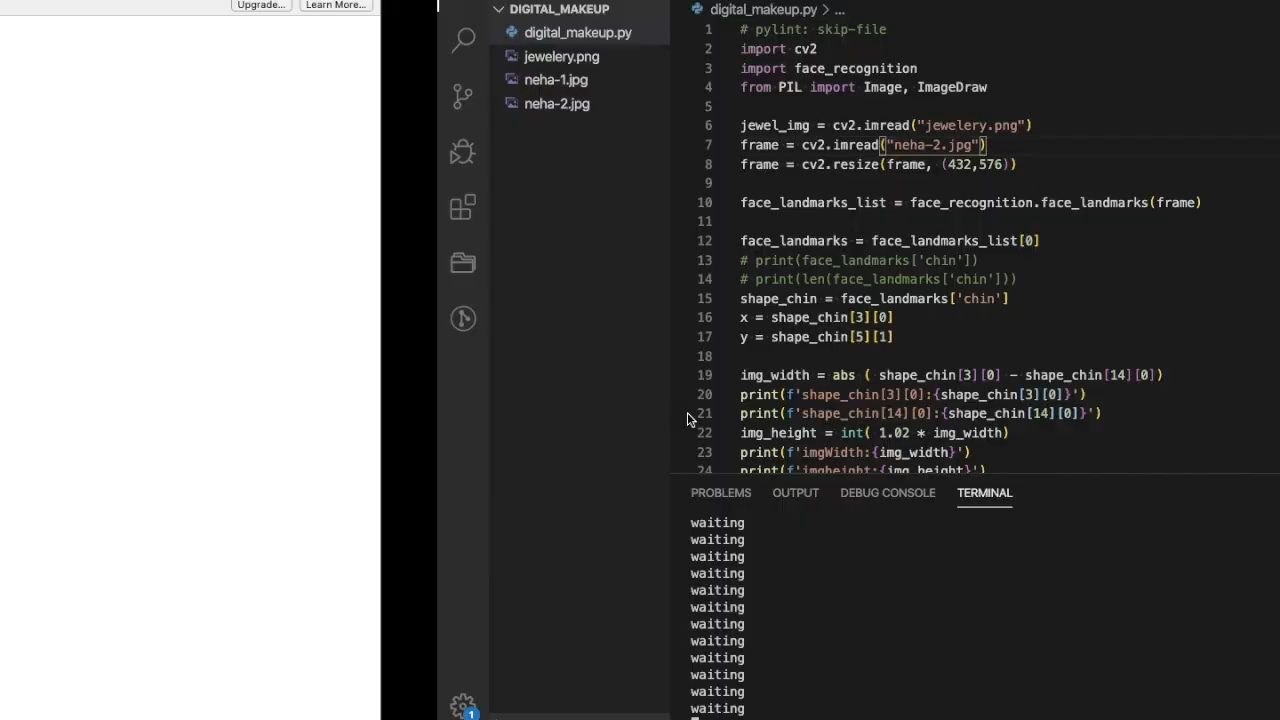 Upgrade... Learn More...
DIGITAL_MAKEUP
digital_makeup.py
jewelery.png
neha-1.jpg
neha-2.jpg
1
digital_makeup.py > ...
1 # pylint: skip-file
2 import cv2
3 import face_recognition
4 from PIL import Image, ImageDraw
5
6 jewel_img = cv2.imread("jewelery.png")
7 frame = cv2.imread("neha-2.jpg")
8 frame = cv2.resize(frame, (432,576))
9
10 face_landmarks_list = face_recognition.face_landmarks(frame)
11
12 face_landmarks = face_landmarks_list[0]
13 # print(face_landmarks['chin'])
14 # print(len(face_landmarks['chin']))
15 shape_chin = face_landmarks['chin']
16 x = shape_chin[3][0]
17 y = shape_chin[5][1]
18
19 img_width = abs ( shape_chin[3][0] - shape_chin[14][0])
20 print(f'shape_chin[3][0]:{shape_chin[3][0]}')
21 print(f'shape_chin[14][0]:{shape_chin[14][0]}')
22 img_height = int( 1.02 * img_width)
23 print(f'imgWidth:{img_width}')
24 print(f'imgheight:{img_height}')
PROBLEMS OUTPUT DEBUG CONSOLE TERMINAL
waiting
waiting
waiting
waiting
waiting
waiting
waiting
waiting
waiting
waiting
waiting
waiting